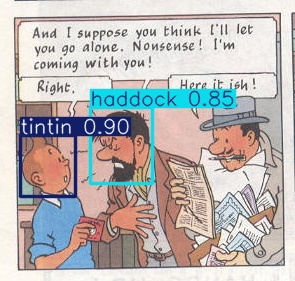 And I suppose you think I'll let
you go alone. Nonsense! I'm
coming with you!
Right.
Here it ish!
haddock 0.85
tintin 0.90